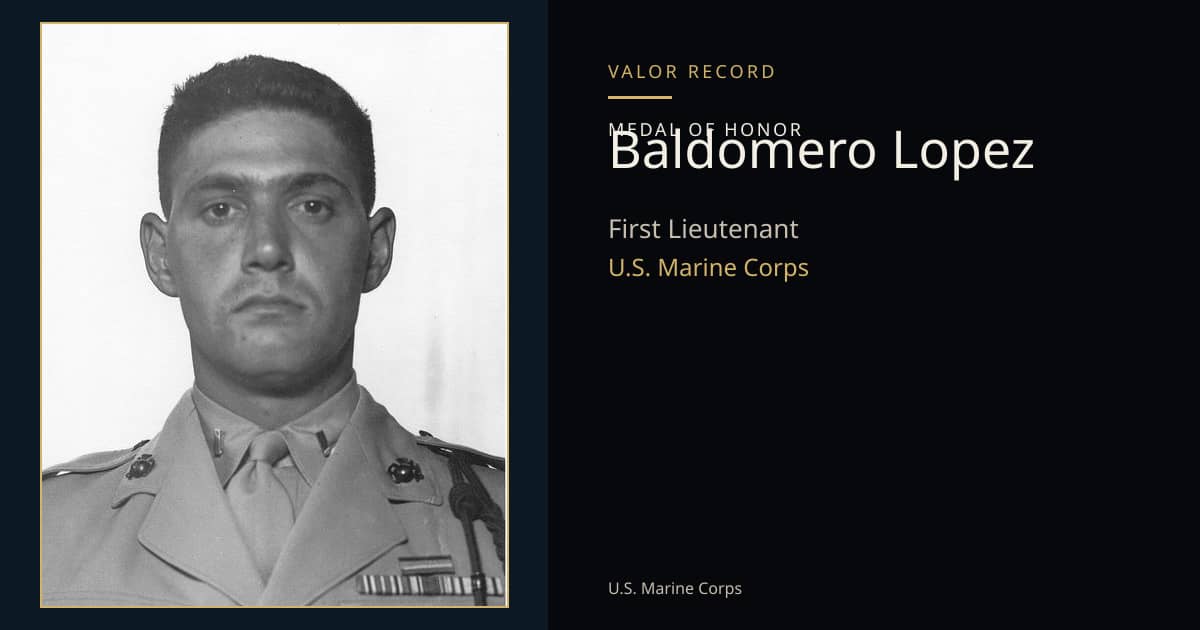 VALOR RECORD
MEDAL OF HONOR
Baldomero Lopez
First Lieutenant
U.S. Marine Corps
U.S. Marine Corps